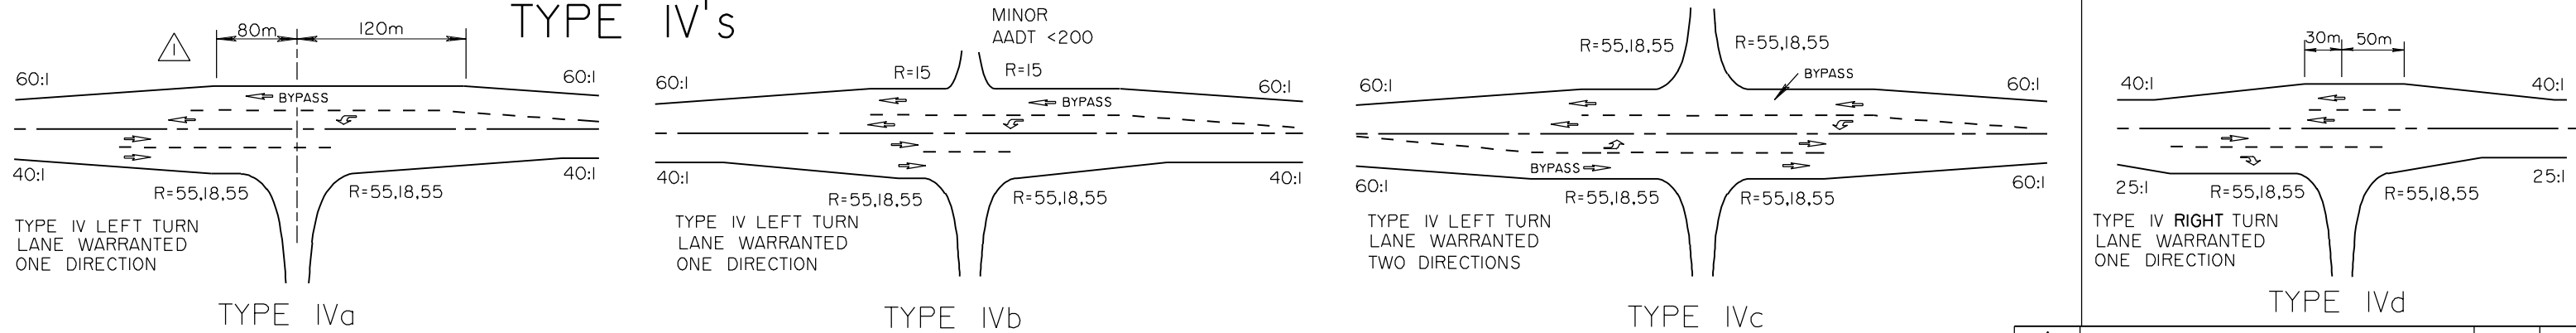 TYPE IV's
80m
120m
1
60:1
60:1
BYPASS
40:1
40:1
R=55,18,55
R=55,18,55
TYPE IV LEFT TURN
LANE WARRANTED
ONE DIRECTION
TYPE IVa
MINOR
AADT <200
R=15
R=15
60:1
60:1
BYPASS
40:1
40:1
R=55,18,55
R=55,18,55
TYPE IV LEFT TURN
LANE WARRANTED
ONE DIRECTION
TYPE IVb
R=55,18,55
R=55,18,55
BYPASS
60:1
60:1
BYPASS
60:1
60:1
R=55,18,55
R=55,18,55
TYPE IV LEFT TURN
LANE WARRANTED
TWO DIRECTIONS
TYPE IVc
30m
50m
40:1
40:1
25:1
25:1
R=55,18,55
R=55,18,55
TYPE IV RIGHT TURN
LANE WARRANTED
ONE DIRECTION
TYPE IVd